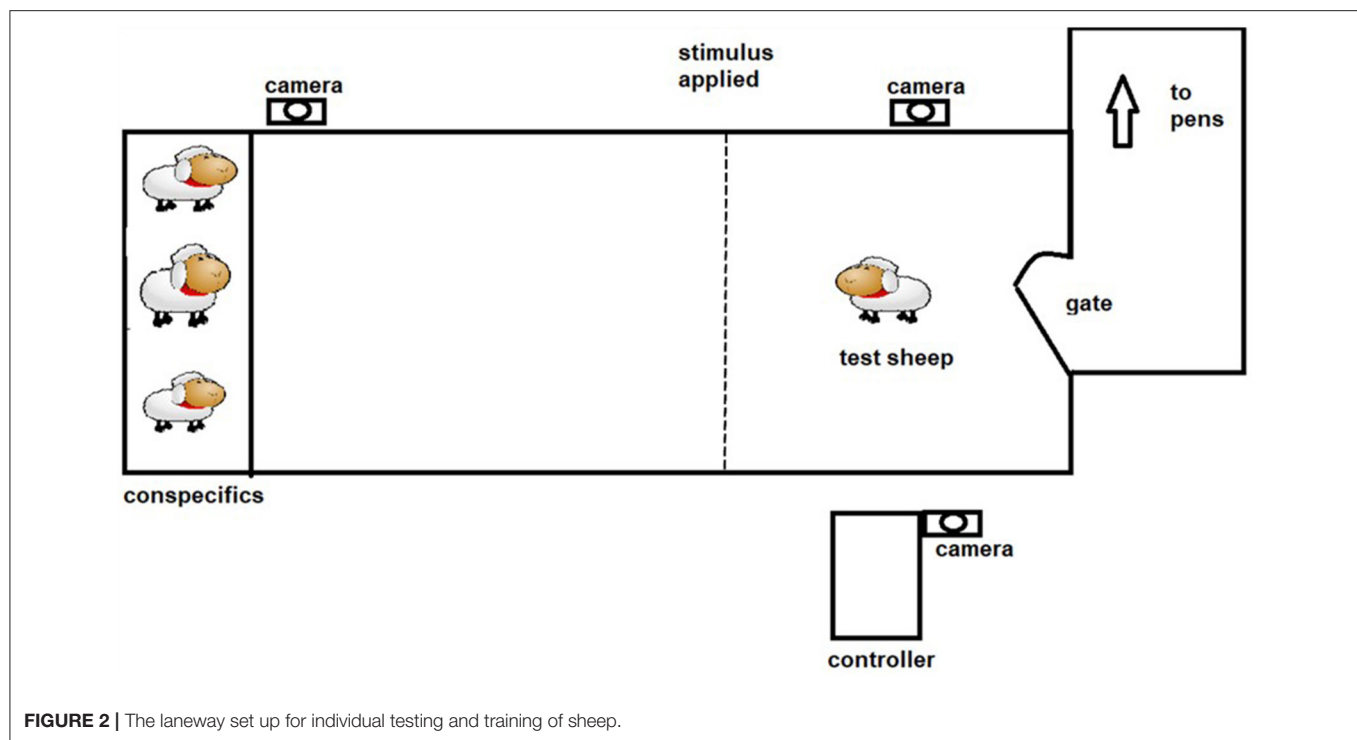 stimulus
applied
camera
camera
to
pens
gate
test sheep
conspecifics
camera
controller
FIGURE 2 | The laneway set up for individual testing and training of sheep.